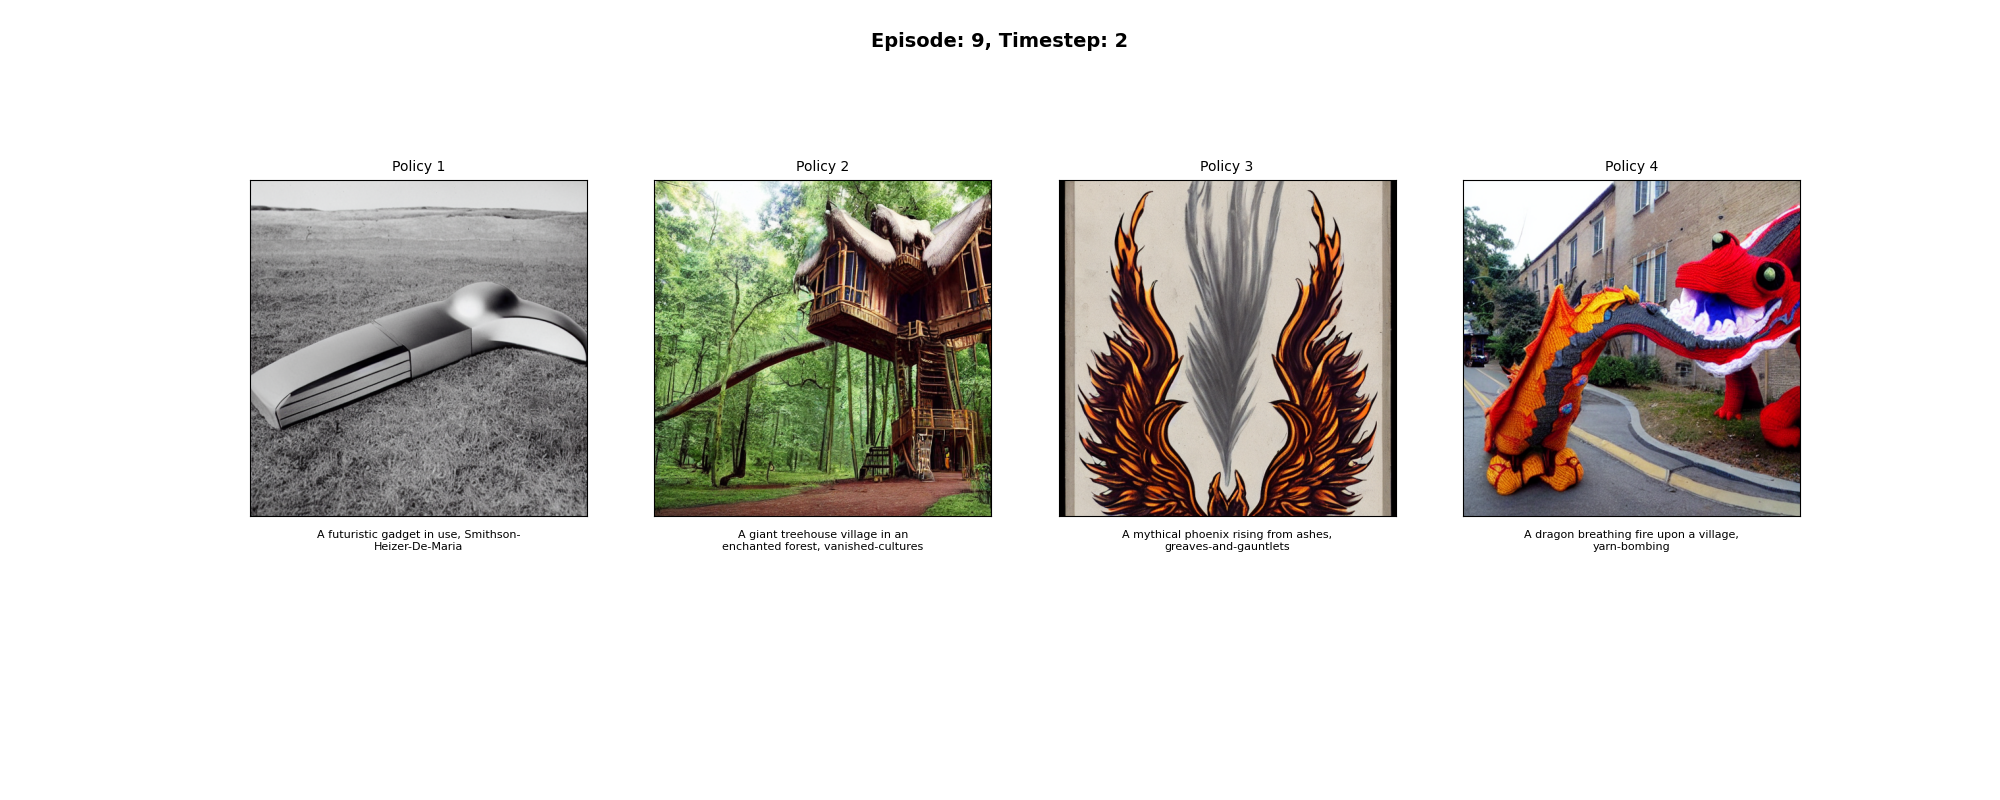 Episode: 9, Timestep: 2
Policy 1
Policy 2
Policy 3
Policy 4
A futuristic gadget in use, Smithson-
Heizer-De-Maria
A giant treehouse village in an
enchanted forest, vanished-cultures
A mythical phoenix rising from ashes,
greaves-and-gauntlets
A dragon breathing fire upon a village,
yarn-bombing